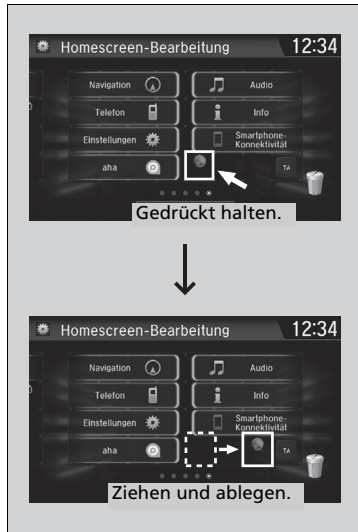 Homescreen-Bearbeitung 12:34
Navigation Audio
Telefon Info
Einstellungen Smartphone-
Konnektivität
aha TA
Gedrückt halten.
Homescreen-Bearbeitung 12:34
Navigation Audio
Telefon Info
Einstellungen Smartphone-
Konnektivität
aha TA
Ziehen und ablegen.